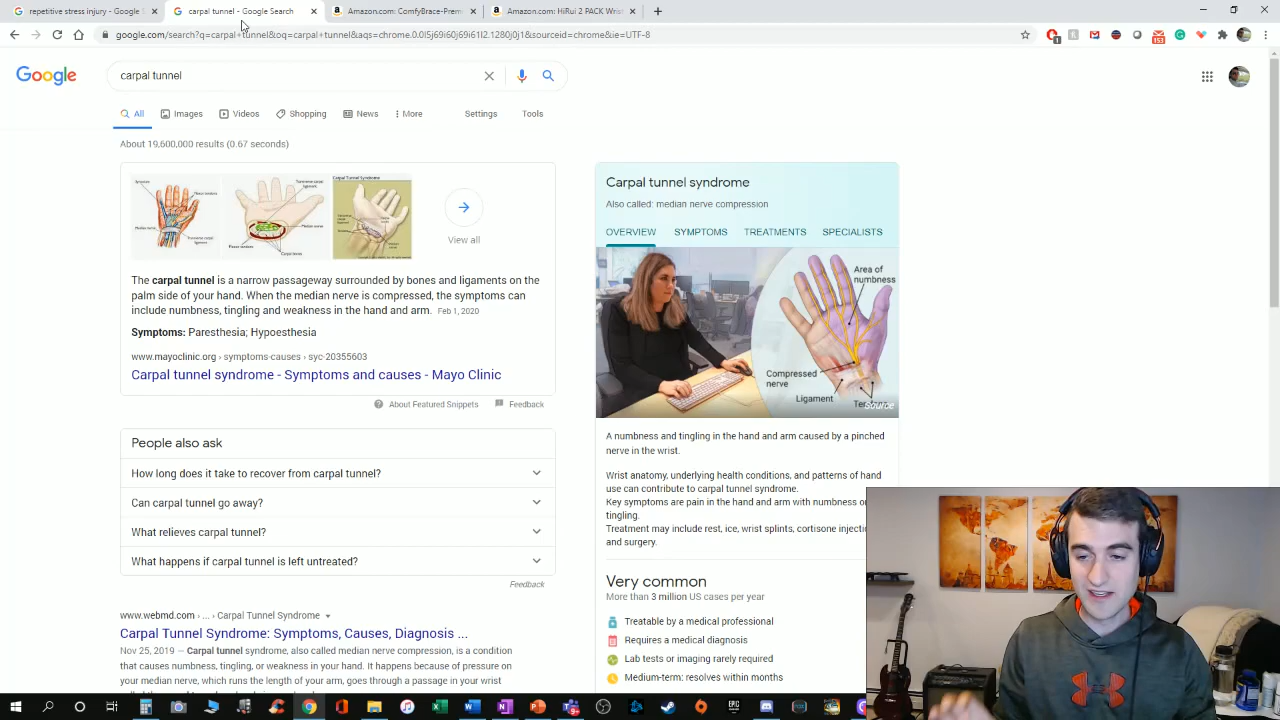 repetitive stress injury - Google
carpal tunnel - Google Search
Amazon.com: ComfyBrace-Prem
Amazon.com: HiRui 2 PACK Wrist
google.com/search?q=carpal+tunnel&oq=carpal+tunnel&aqs=chrome.0.0l5j69i60j69i61l2.1280j0j1&sourceid=chrome&ie=UTF-8
1
153
Google
carpal tunnel
All
Images
Videos
Shopping
News
More
Settings
Tools
About 19,600,000 results (0.67 seconds)
Carpal Tunnel Syndrome
View all
The carpal tunnel is a narrow passageway surrounded by bones and ligaments on the
palm side of your hand. When the median nerve is compressed, the symptoms can
include numbness, tingling and weakness in the hand and arm. Feb 1, 2020
Symptoms: Paresthesia; Hypoesthesia
www.mayoclinic.org › symptoms-causes › syc-20355603
Carpal tunnel syndrome - Symptoms and causes - Mayo Clinic
About Featured Snippets
Feedback
People also ask
How long does it take to recover from carpal tunnel?
Can carpal tunnel go away?
What relieves carpal tunnel?
What happens if carpal tunnel is left untreated?
Feedback
www.webmd.com › ... › Carpal Tunnel Syndrome
Carpal Tunnel Syndrome: Symptoms, Causes, Diagnosis ...
Nov 25, 2019 — Carpal tunnel syndrome, also called median nerve compression, is a condition
that causes numbness, tingling, or weakness in your hand. It happens because of pressure on
your median nerve, which runs the length of your arm, goes through a passage in your wrist
Carpal tunnel syndrome
Also called: median nerve compression
OVERVIEW
SYMPTOMS
TREATMENTS
SPECIALISTS
Area of
numbness
Compressed
nerve
Ligament
Source
A numbness and tingling in the hand and arm caused by a pinched
nerve in the wrist.
Wrist anatomy, underlying health conditions, and patterns of hand
use can contribute to carpal tunnel syndrome.
Key symptoms are pain in the hand and arm with numbness or
tingling.
Treatment may include rest, ice, wrist splints, cortisone injectio
and surgery.
Very common
More than 3 million US cases per year
Treatable by a medical professional
Requires a medical diagnosis
Lab tests or imaging rarely required
Medium-term: resolves within months